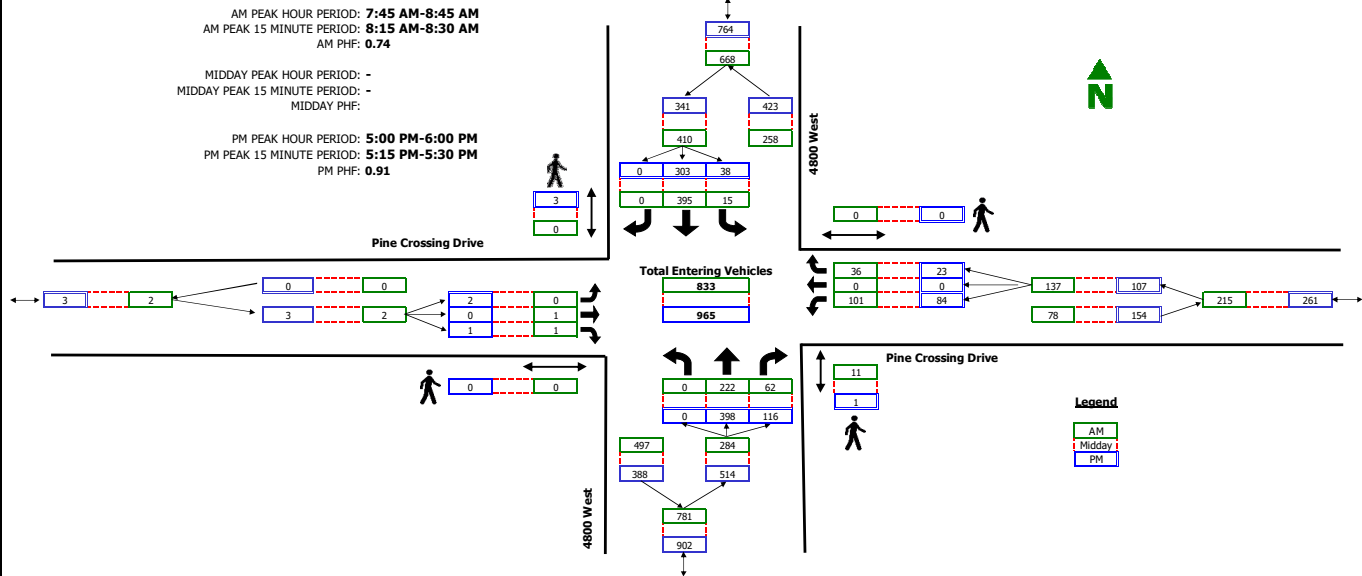 AM PEAK HOUR PERIOD: 7:45 AM-8:45 AM
AM PEAK 15 MINUTE PERIOD: 8:15 AM-8:30 AM
AM PHF: 0.74
MIDDAY PEAK HOUR PERIOD: -
MIDDAY PEAK 15 MINUTE PERIOD: -
MIDDAY PHF:
PM PEAK HOUR PERIOD: 5:00 PM-6:00 PM
PM PEAK 15 MINUTE PERIOD: 5:15 PM-5:30 PM
PM PHF: 0.91
764
668
341 423
410 258
0 303 38
0 395 15
4800 West
N
3
0
0 0
Pine Crossing Drive
Total Entering Vehicles
833
965
3 2
0 0
3 2
2 0
0 1
1 1
36 23
0 0
101 84
137 107
78 154
215 261
Pine Crossing Drive
0 0
11
1
0 222 62
0 398 116
497 284
388 514
781
902
4800 West
Legend
AM
Midday
PM